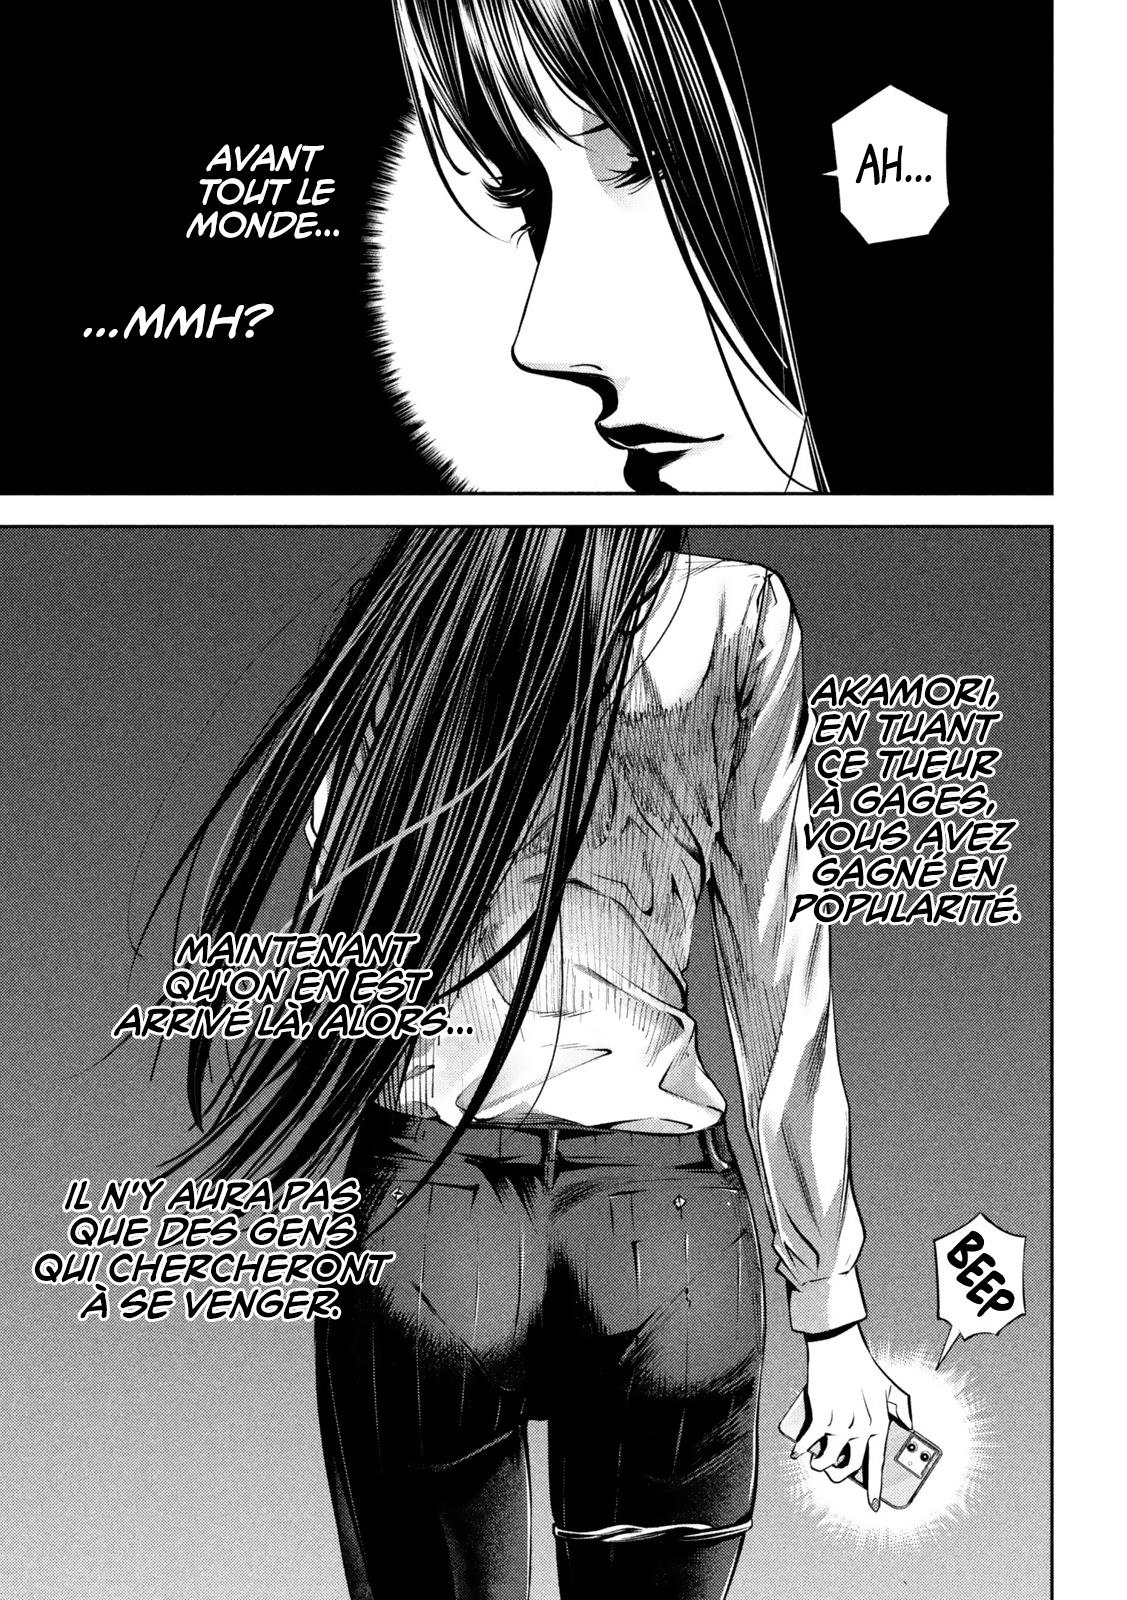 AH...
AVANT
TOUT LE
MONDE...
...MMH?
AKAMORI,
EN TUANT
CE TUEUR
À GAGES,
VOUS AVEZ
GAGNÉ EN
POPULARITÉ.
MAINTENANT
QU'ON EN EST
ARRIVÉ LÀ, ALORS...
IL N'Y AURA PAS
QUE DES GENS
QUI CHERCHERONT
À SE VENGER.
BEEP